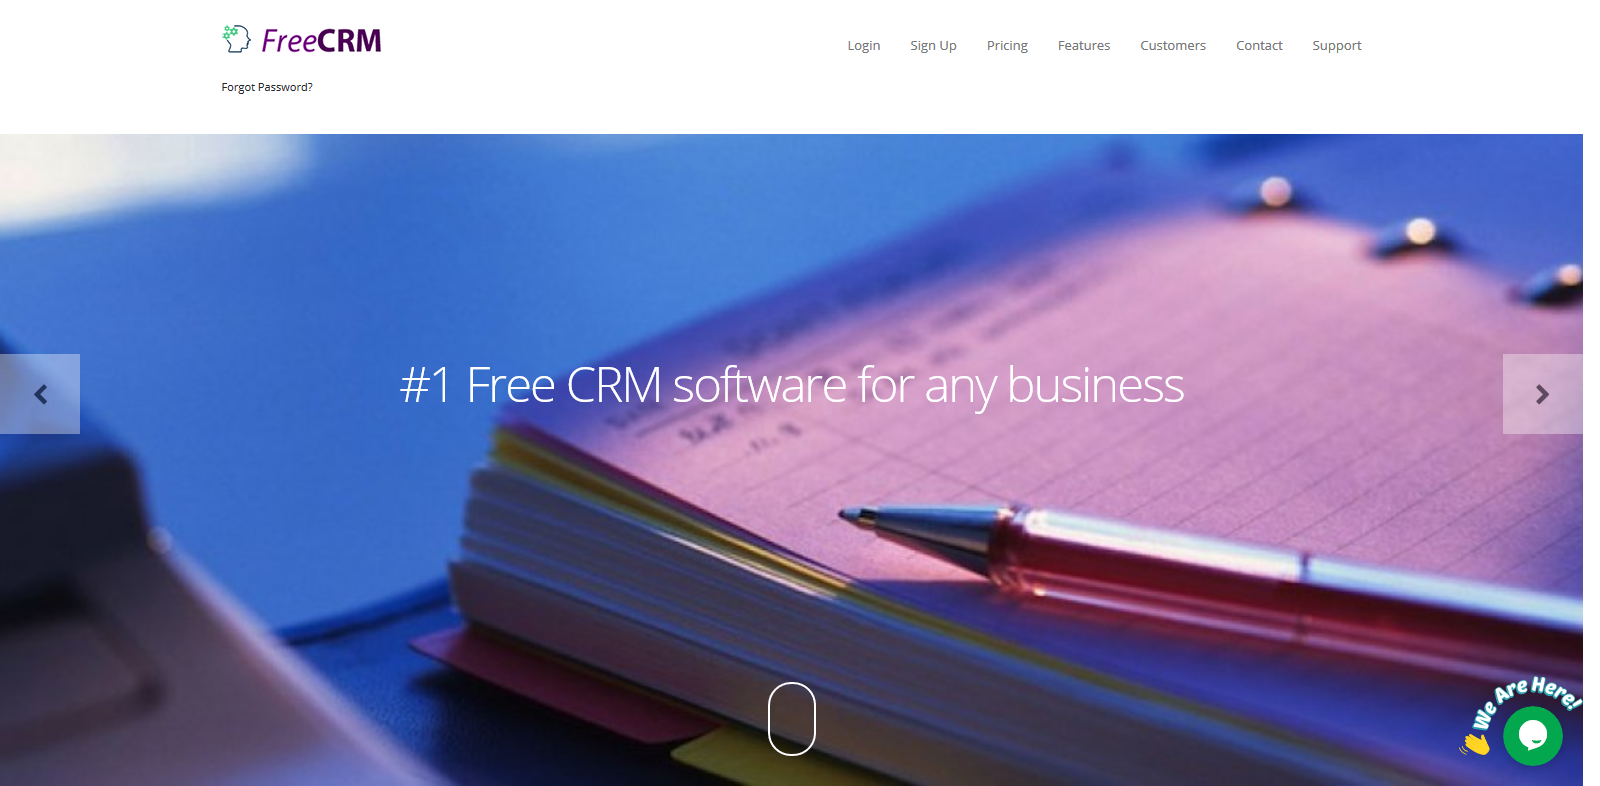 FreeCRM
Login
Sign Up
Pricing
Features
Customers
Contact
Support
Forgot Password?
#1 Free CRM software for any business
We Are Here!